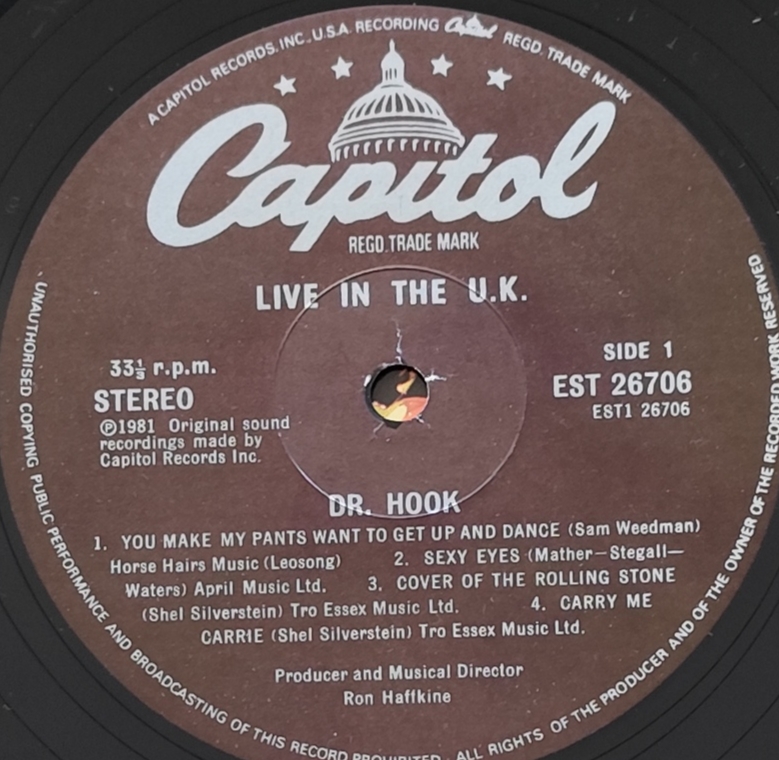 A CAPITOL RECORDS, INC. U.S.A. RECORDING Capitol REGD. TRADE MARK
Capitol
REGD. TRADE MARK
LIVE IN THE U.K.
33⅓ r.p.m.
STEREO
℗1981 Original sound
recordings made by
Capitol Records Inc.
SIDE 1
EST 26706
EST1 26706
DR. HOOK
1. YOU MAKE MY PANTS WANT TO GET UP AND DANCE (Sam Weedman)
Horse Hairs Music (Leosong) 2. SEXY EYES (Mather—Stegall—
Waters) April Music Ltd. 3. COVER OF THE ROLLING STONE
(Shel Silverstein) Tro Essex Music Ltd. 4. CARRY ME
CARRIE (Shel Silverstein) Tro Essex Music Ltd.
Producer and Musical Director
Ron Haffkine
UNAUTHORISED COPYING PUBLIC PERFORMANCE AND BROADCASTING OF THIS RECORD PROHIBITED . ALL RIGHTS OF THE PRODUCER AND OF THE OWNER OF THE RECORDED WORK RESERVED